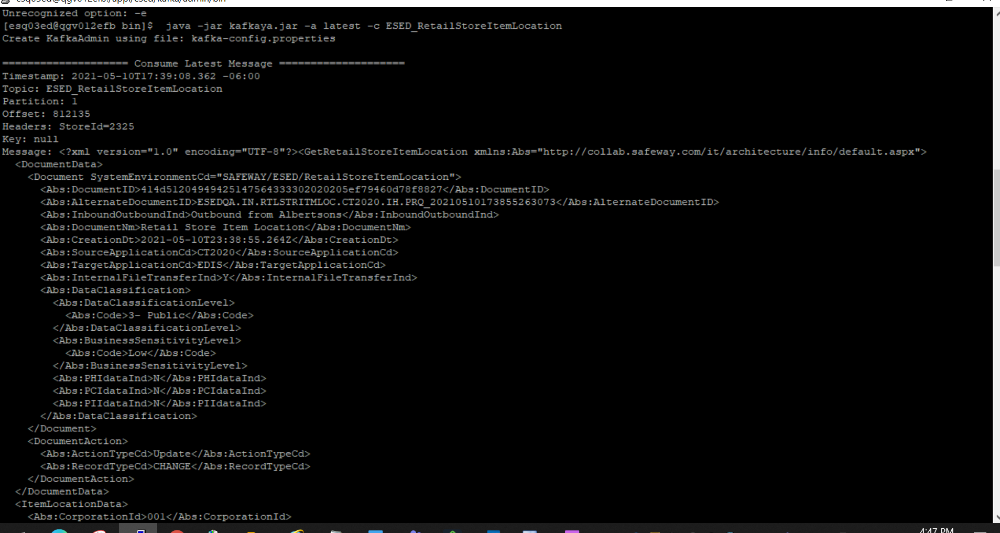 esq03ed@qgv012efb:/appl/esed/kafka/admin/bin
Unrecognized option: -e
[esq03ed@qgv012efb bin]$  java -jar kafkaya.jar -a latest -c ESED_RetailStoreItemLocation
Create KafkaAdmin using file: kafka-config.properties
==================== Consume Latest Message ====================
Timestamp: 2021-05-10T17:39:08.362 -06:00
Topic: ESED_RetailStoreItemLocation
Partition: 1
Offset: 812135
Headers: StoreId=2325
Key: null
Message: <?xml version="1.0" encoding="UTF-8"?><GetRetailStoreItemLocation xmlns:Abs="http://collab.safeway.com/it/architecture/info/default.aspx">
<DocumentData>
<Document SystemEnvironmentCd="SAFEWAY/ESED/RetailStoreItemLocation">
<Abs:DocumentID>414d51204949425147564333302020205ef79460d78f8827</Abs:DocumentID>
<Abs:AlternateDocumentID>ESEDQA.IN.RTLSTRITMLOC.CT2020.IH.PRQ_20210510173855263073</Abs:AlternateDocumentID>
<Abs:InboundOutboundInd>Outbound from Albertsons</Abs:InboundOutboundInd>
<Abs:DocumentNm>Retail Store Item Location</Abs:DocumentNm>
<Abs:CreationDt>2021-05-10T23:38:55.264Z</Abs:CreationDt>
<Abs:SourceApplicationCd>CT2020</Abs:SourceApplicationCd>
<Abs:TargetApplicationCd>EDIS</Abs:TargetApplicationCd>
<Abs:InternalFileTransferInd>Y</Abs:InternalFileTransferInd>
<Abs:DataClassification>
<Abs:DataClassificationLevel>
<Abs:Code>3- Public</Abs:Code>
</Abs:DataClassificationLevel>
<Abs:BusinessSensitivityLevel>
<Abs:Code>Low</Abs:Code>
</Abs:BusinessSensitivityLevel>
<Abs:PHIdataInd>N</Abs:PHIdataInd>
<Abs:PCIdataInd>N</Abs:PCIdataInd>
<Abs:PIIdataInd>N</Abs:PIIdataInd>
</Abs:DataClassification>
</Document>
<DocumentAction>
<Abs:ActionTypeCd>Update</Abs:ActionTypeCd>
<Abs:RecordTypeCd>CHANGE</Abs:RecordTypeCd>
</DocumentAction>
</DocumentData>
<ItemLocationData>
<Abs:CorporationId>001</Abs:CorporationId>
4:47 PM